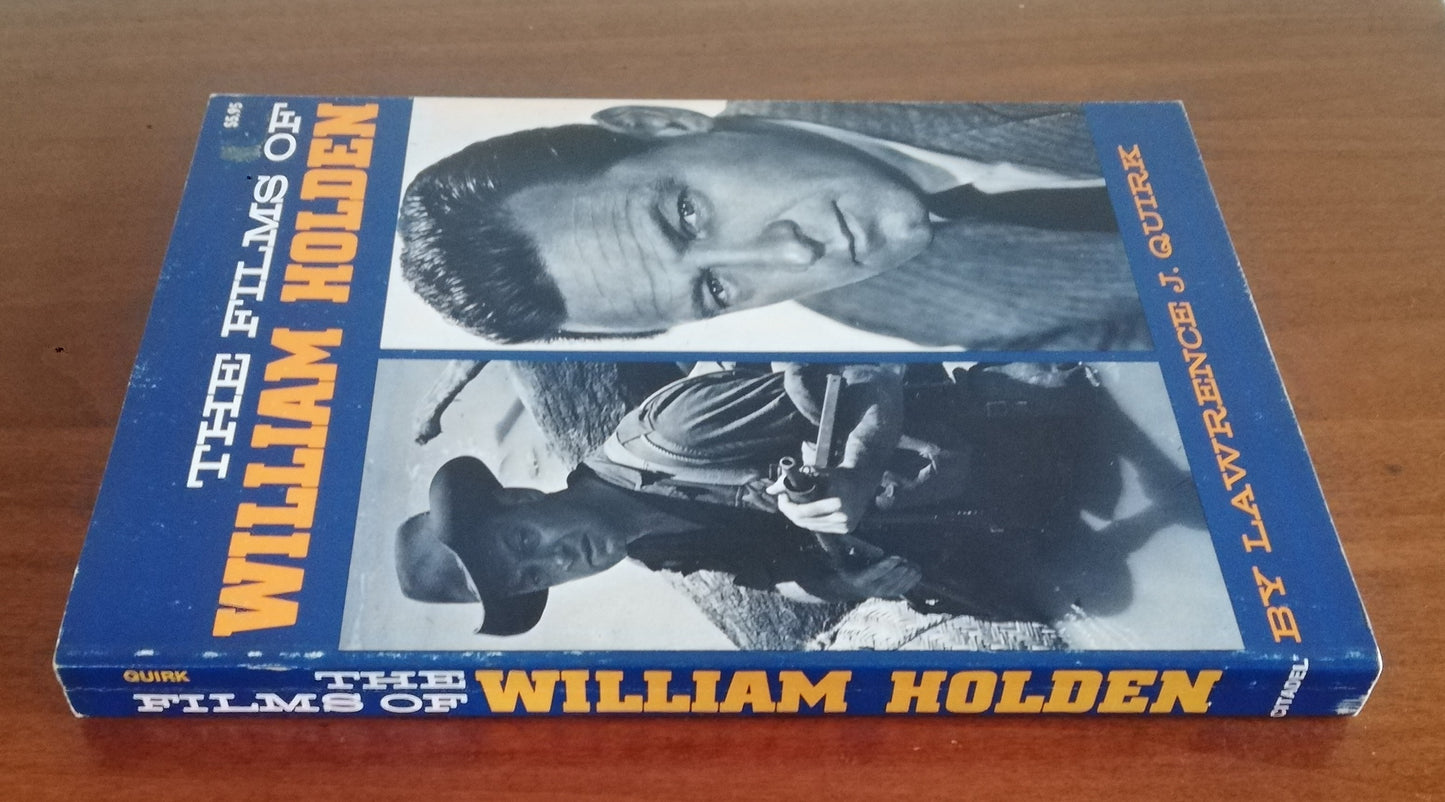 $5.95
THE FILMS OF
WILLIAM HOLDEN
BY LAWRENCE J. QUIRK
QUIRK
THE
FILMS OF
WILLIAM HOLDEN
CITADEL